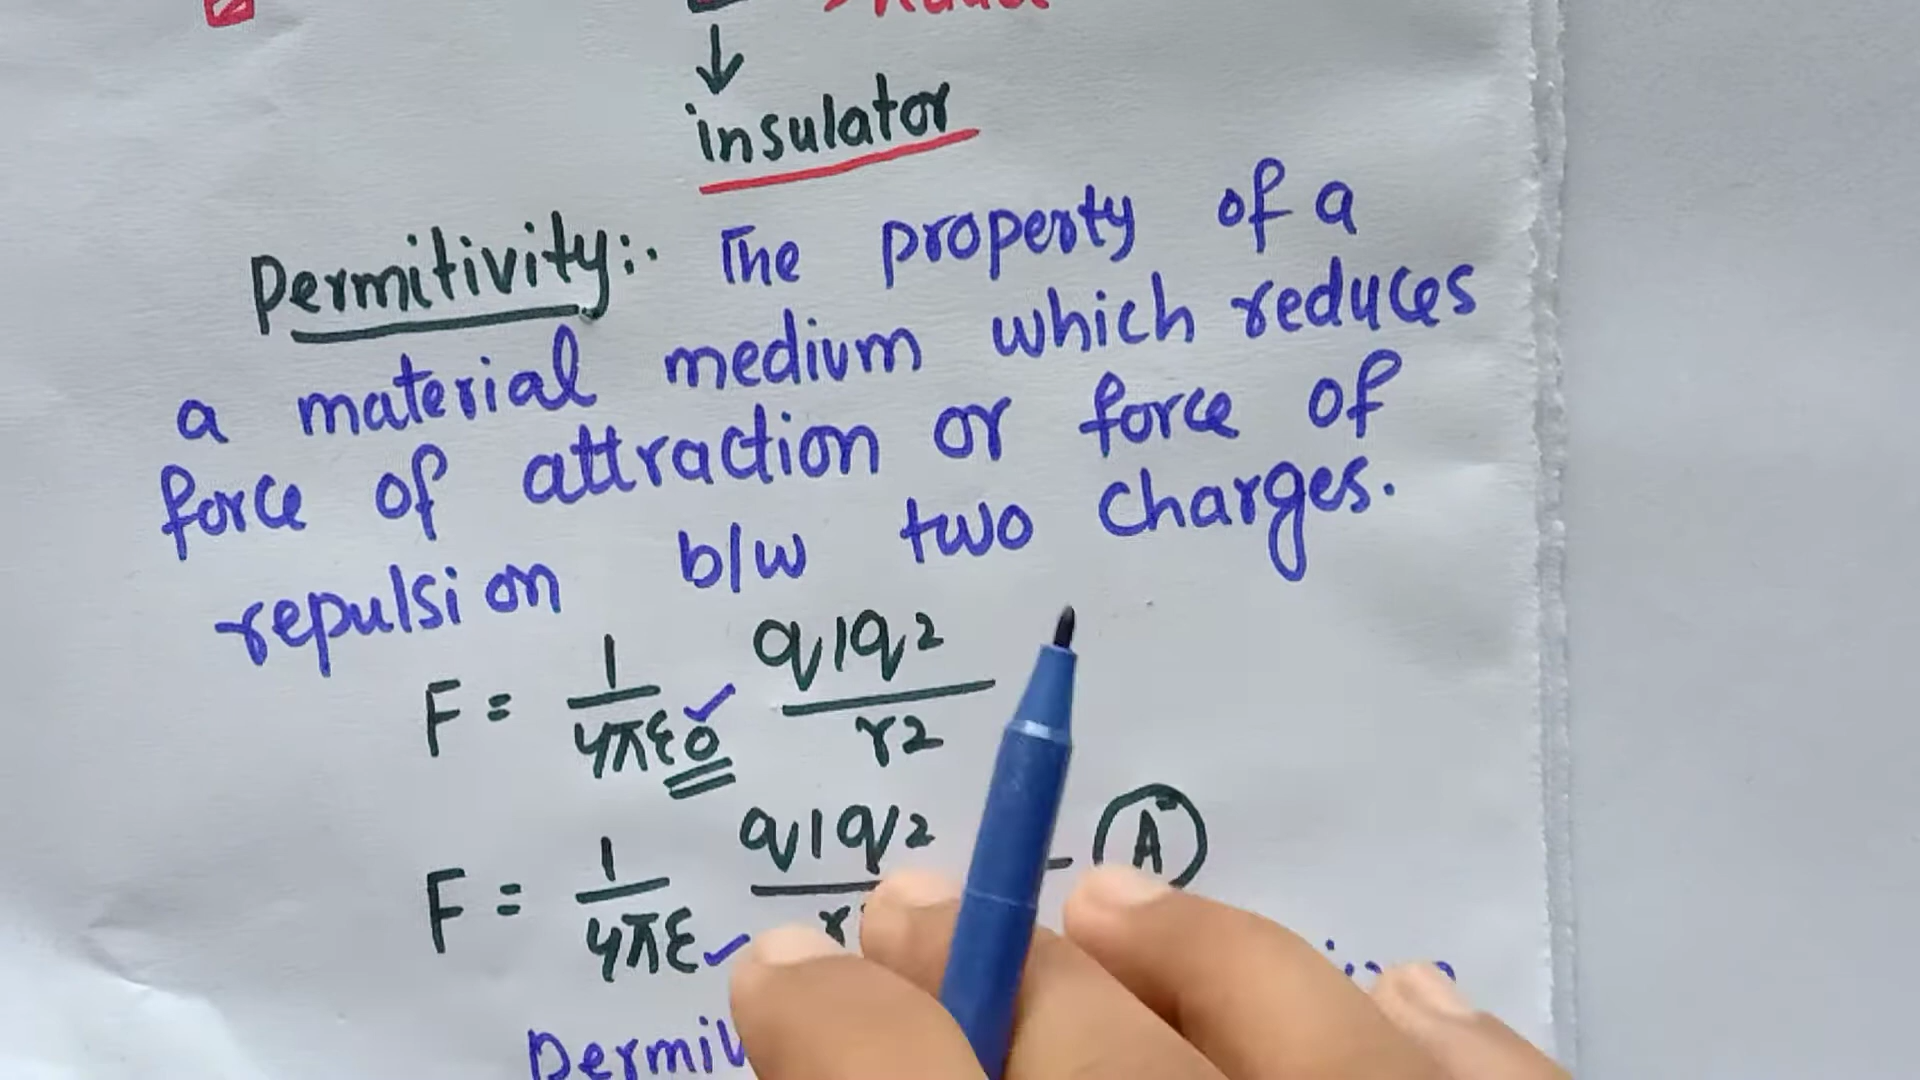 insulator
Permitivity:. The property of a
a material medium which reduces
force of attraction or force of
repulsion b/w two charges.
F = 1/4πε0 q1q2/r2
F = 1/4πε q1q2/r A